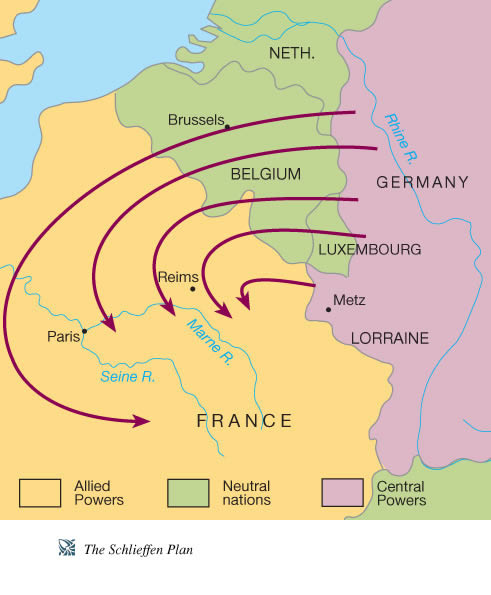 NETH.
Rhine R.
Brussels
BELGIUM
GERMANY
LUXEMBOURG
Reims
Metz
Paris
Marne R.
LORRAINE
Seine R.
FRANCE
Allied
Powers
Neutral
nations
Central
Powers
The Schlieffen Plan